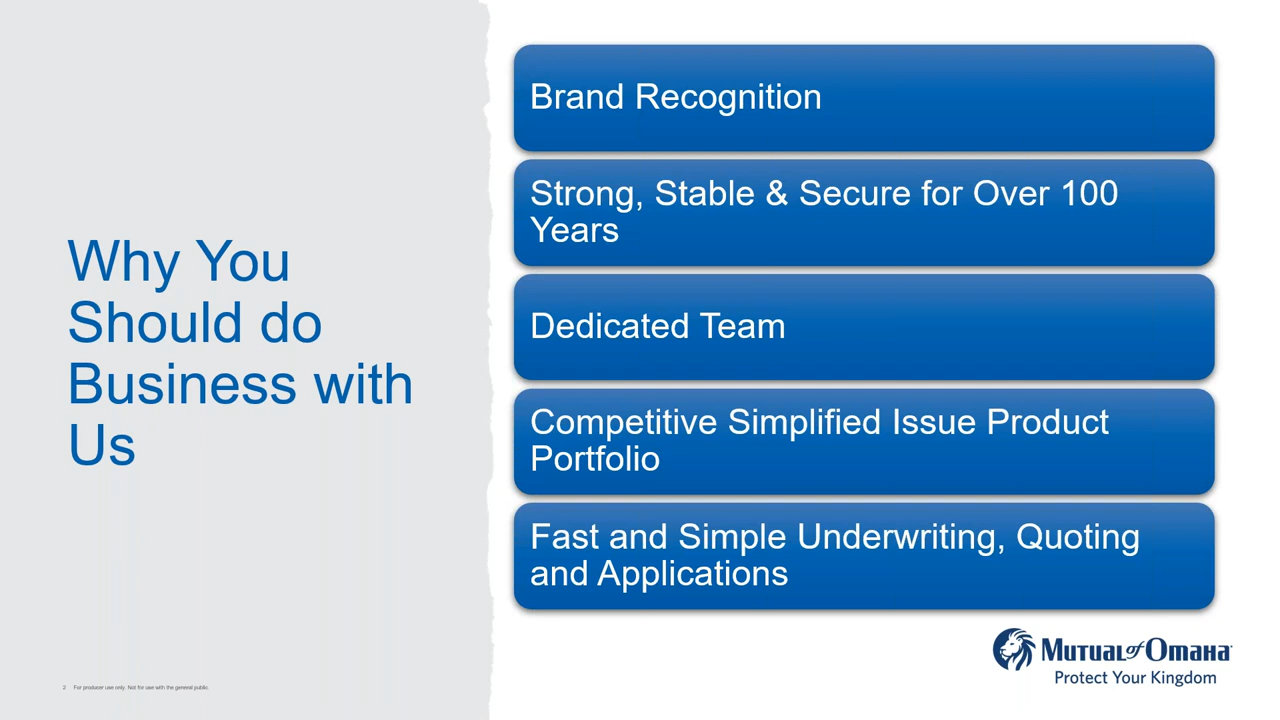 Why You
Should do
Business with
Us
Brand Recognition
Strong, Stable & Secure for Over 100
Years
Dedicated Team
Competitive Simplified Issue Product
Portfolio
Fast and Simple Underwriting, Quoting
and Applications
2 For producer use only. Not for use with the general public.
Mutual of Omaha
Protect Your Kingdom